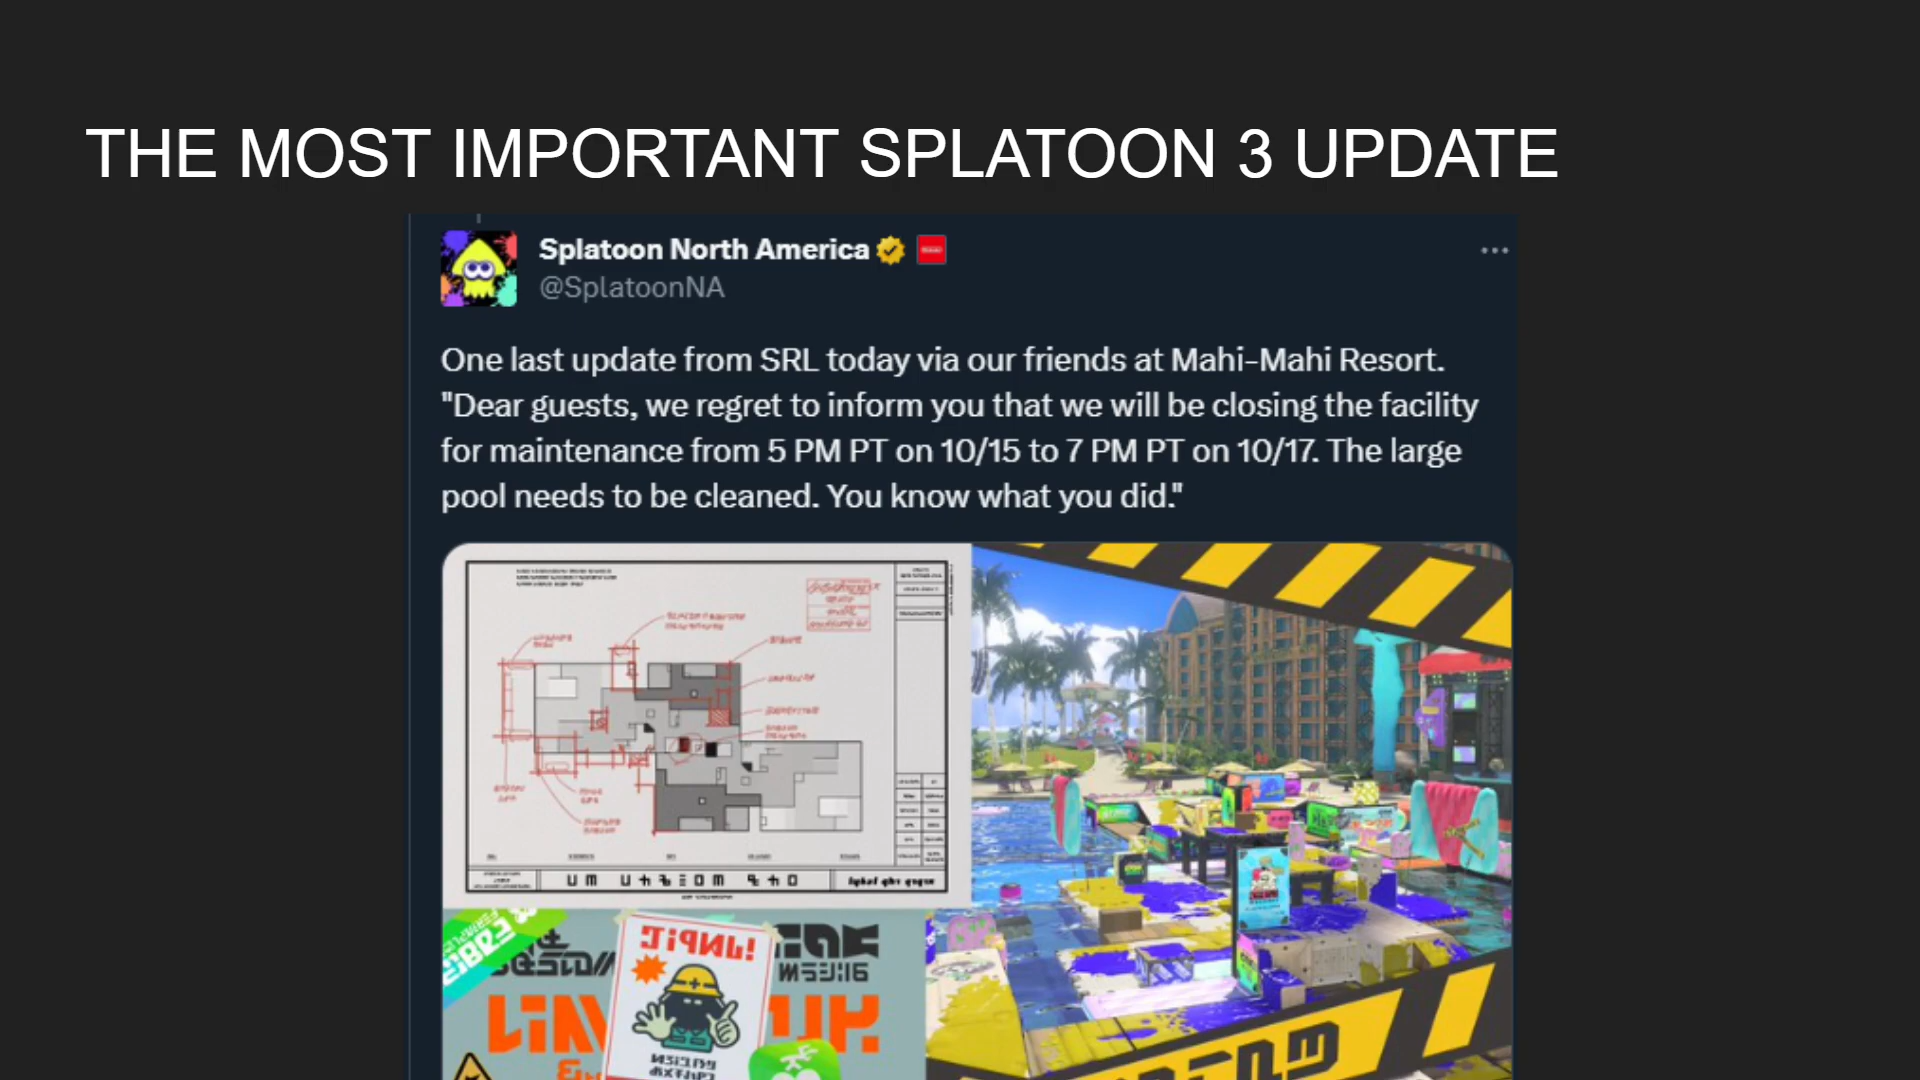 THE MOST IMPORTANT SPLATOON 3 UPDATE
Splatoon North America
@SplatoonNA
One last update from SRL today via our friends at Mahi-Mahi Resort.
"Dear guests, we regret to inform you that we will be closing the facility
for maintenance from 5 PM PT on 10/15 to 7 PM PT on 10/17. The large
pool needs to be cleaned. You know what you did."